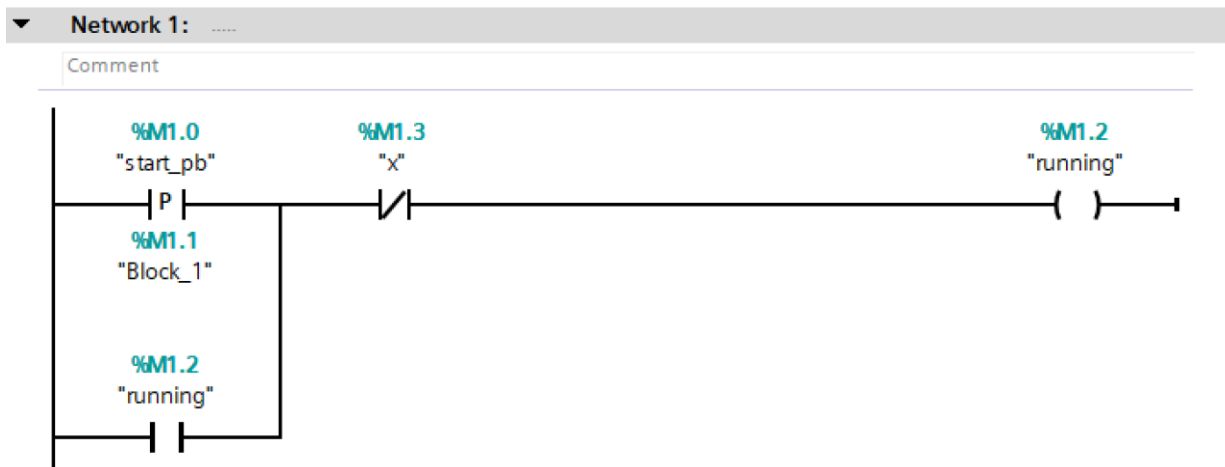 Network 1: .....
Comment
%M1.0 %M1.3 %M1.2
"start_pb" "x" "running"
P
%M1.1
"Block_1"
%M1.2
"running"